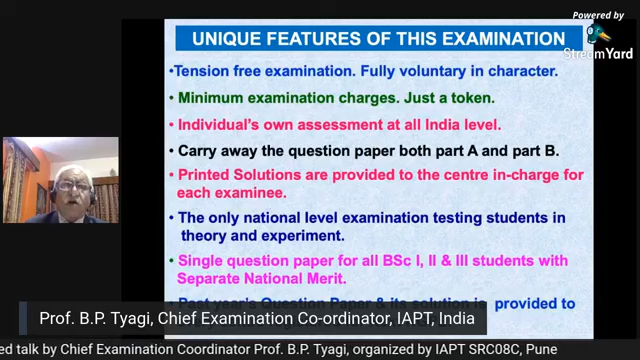 Powered by
StreamYard
UNIQUE FEATURES OF THIS EXAMINATION
•Tension free examination. Fully voluntary in character.
• Minimum examination charges. Just a token.
• Individual's own assessment at all India level.
• Carry away the question paper both part A and part B.
• Printed Solutions are provided to the centre in-charge for
each examinee.
• The only national level examination testing students in
theory and experiment.
• Single question paper for all BSc I, II & III students with
Separate National Merit.
• Past year's Question Paper & its solution is provided to
Prof. B.P. Tyagi, Chief Examination Co-ordinator, IAPT, India
ed talk by Chief Examination Coordinator Prof. B.P. Tyagi, organized by IAPT SRC08C, Pune